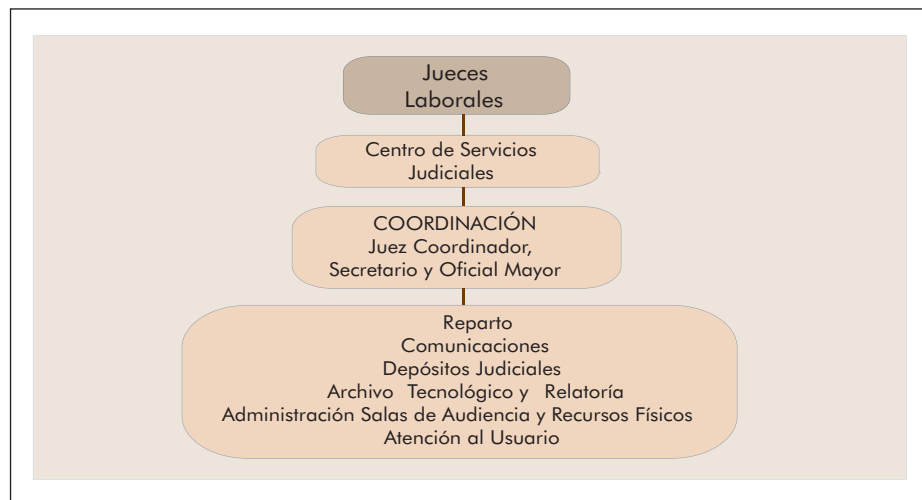 Jueces
Laborales
Centro de Servicios
Judiciales
COORDINACIÓN
Juez Coordinador,
Secretario y Oficial Mayor
Reparto
Comunicaciones
Depósitos Judiciales
Archivo Tecnológico y Relatoría
Administración Salas de Audiencia y Recursos Físicos
Atención al Usuario